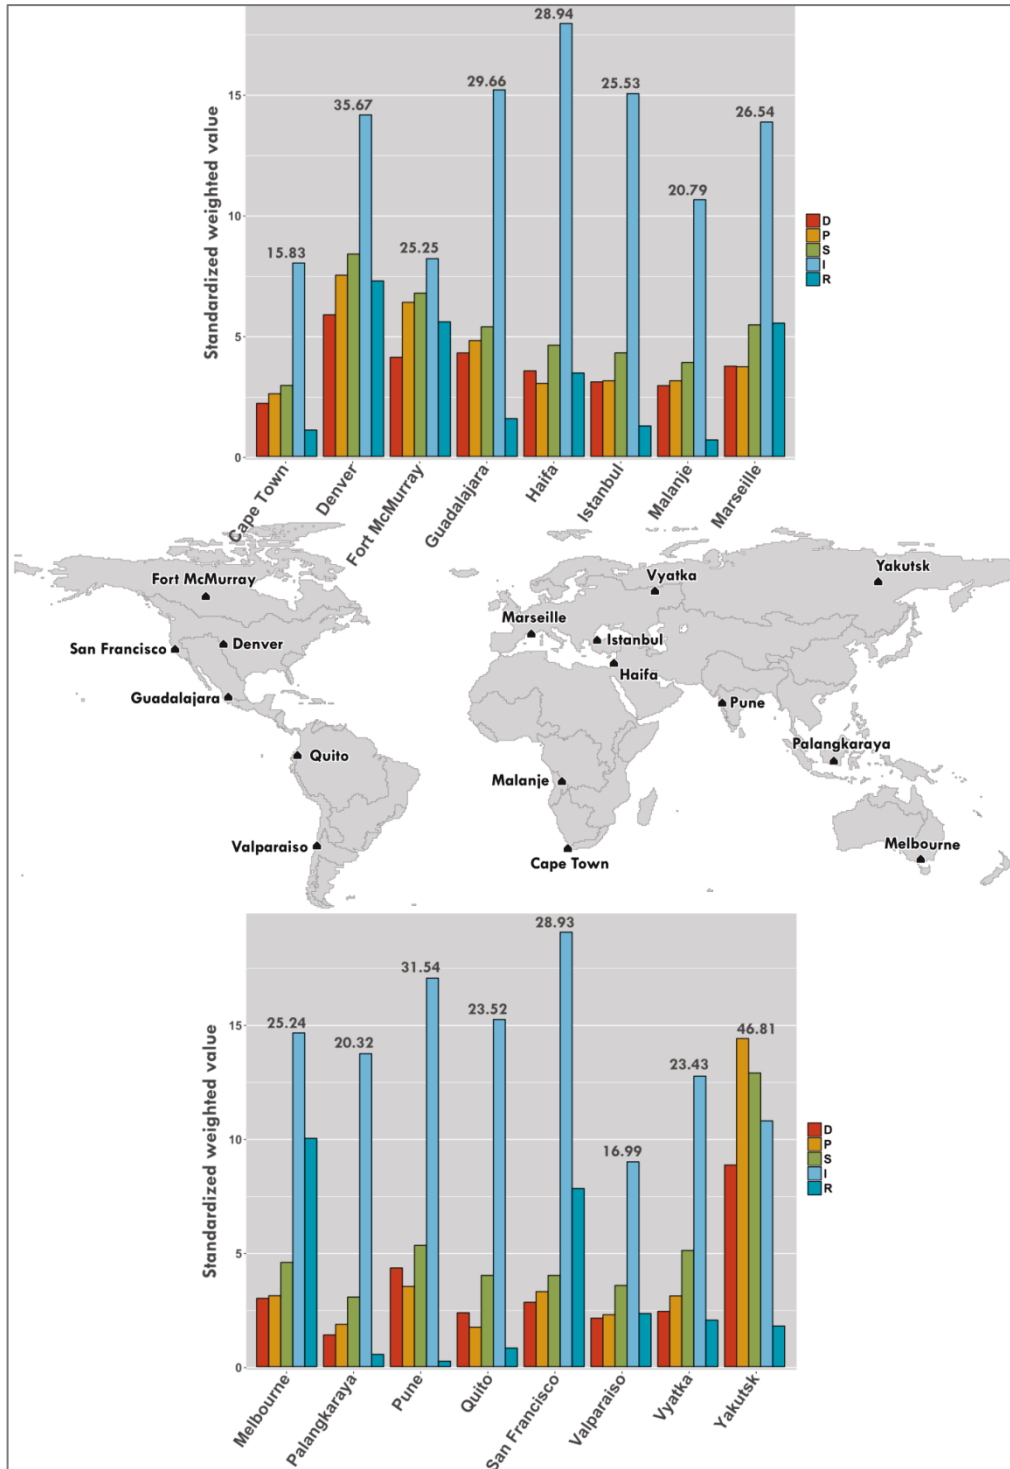 28.94
29.66
35.67
25.53
26.54
20.79
15.83
Standardized weighted value
15
10
5
0
D
P
S
I
R
Cape Town
Denver
Fort McMurray
Guadalajara
Haifa
Istanbul
Malanje
Marseille
25.25
Fort McMurray
Vyatka
Yakutsk
Marseille
San Francisco
Denver
Istanbul
Haifa
Guadalajara
Pune
Quito
Palangkaraya
Malanje
Valparaiso
Cape Town
Melbourne
28.93
31.54
25.24
20.32
23.52
46.81
23.43
16.99
Standardized weighted value
15
10
5
0
D
P
S
I
R
Melbourne
Palangkaraya
Pune
Quito
San Francisco
Valparaiso
Vyatka
Yakutsk